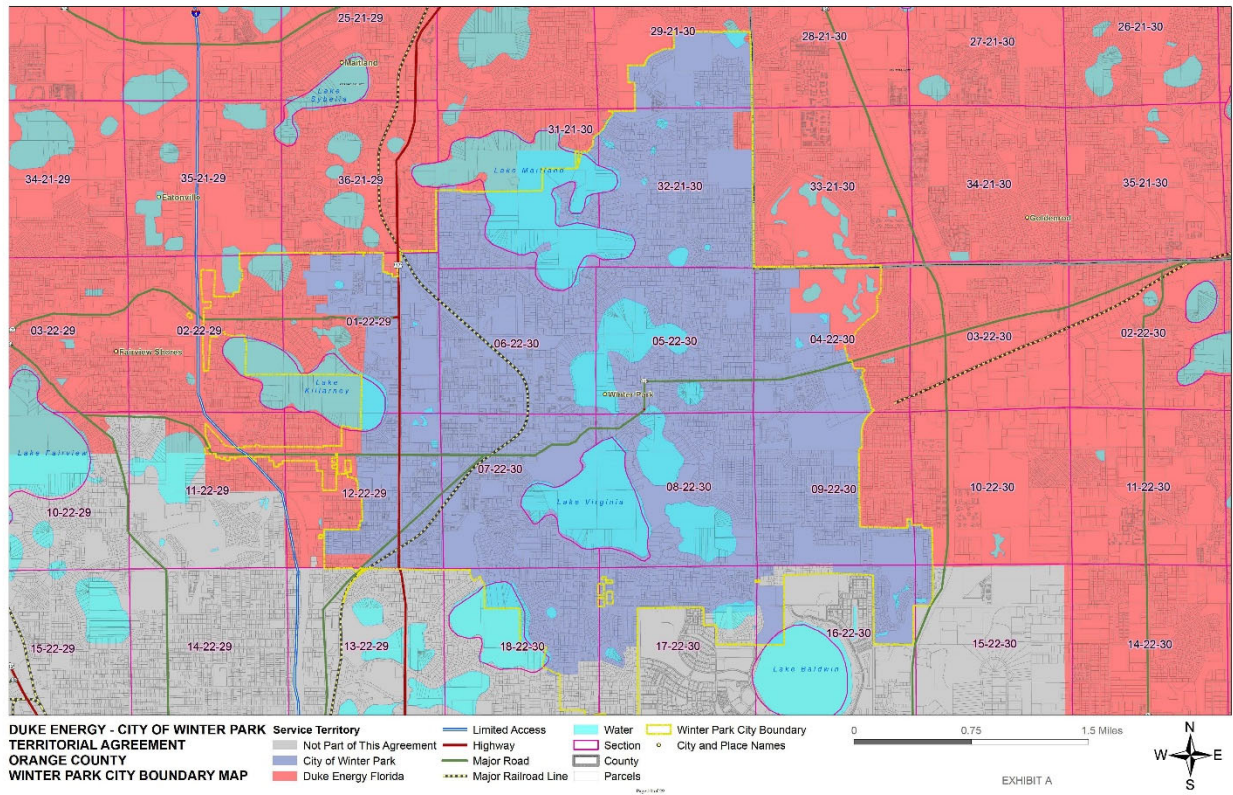 25-21-29
29-21-30
28-21-30
27-21-30
26-21-30
Maitland
Lake
Sybelia
31-21-30
34-21-29
35-21-29
36-21-29
Lake Maitland
32-21-30
33-21-30
34-21-30
35-21-30
Eatonville
Goldenrod
03-22-29
02-22-29
01-22-29
06-22-30
05-22-30
04-22-30
03-22-30
02-22-30
Fairview Shores
Lake
Killarney
Winter Park
Lake Fairview
07-22-30
11-22-29
12-22-29
08-22-30
09-22-30
10-22-30
11-22-30
10-22-29
Lake Virginia
15-22-29
14-22-29
13-22-29
18-22-30
17-22-30
16-22-30
15-22-30
14-22-30
Lake Baldwin
DUKE ENERGY - CITY OF WINTER PARK
TERRITORIAL AGREEMENT
ORANGE COUNTY
WINTER PARK CITY BOUNDARY MAP
Service Territory
Not Part of This Agreement
City of Winter Park
Duke Energy Florida
Limited Access
Highway
Major Road
Major Railroad Line
Water
Section
County
Parcels
Winter Park City Boundary
City and Place Names
0 0.75 1.5 Miles
EXHIBIT A
N
W E
S